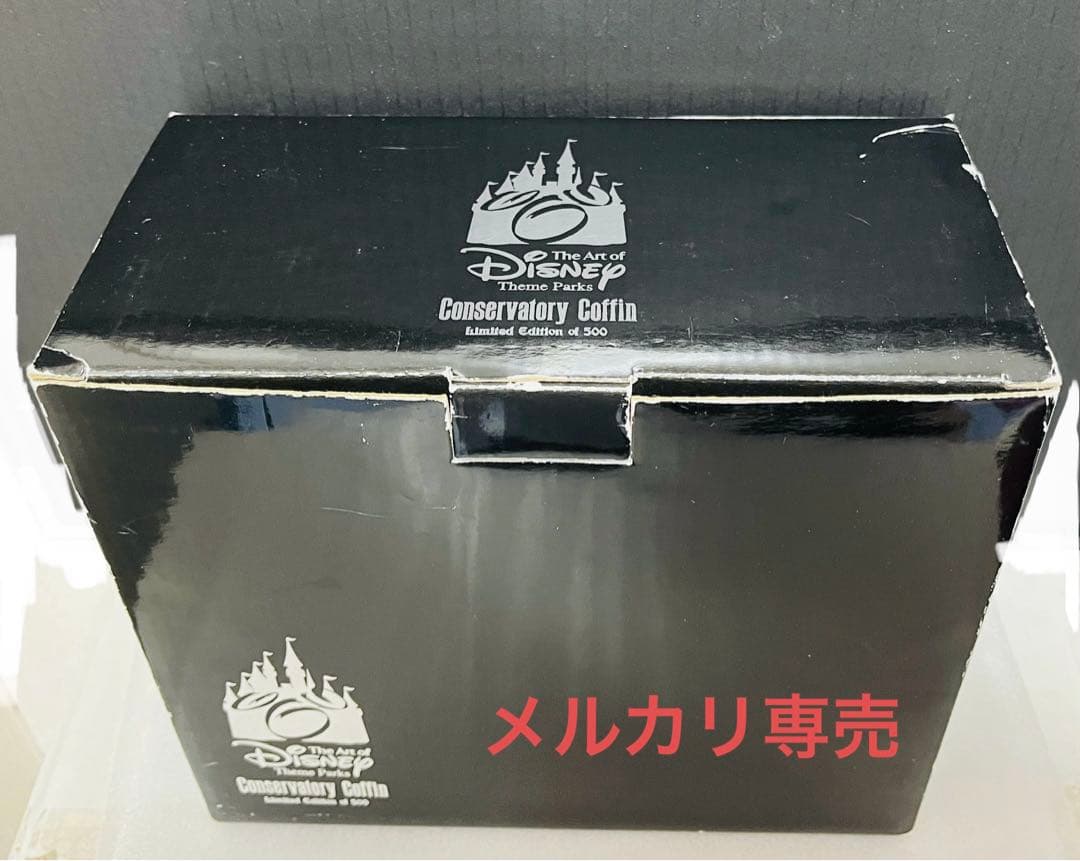 The Art of
Disney
Theme Parks
Conservatory Coffin
Limited Edition of 500
メルカリ専売
The Art of
Disney
Theme Parks
Conservatory Coffin
Limited Edition of 500